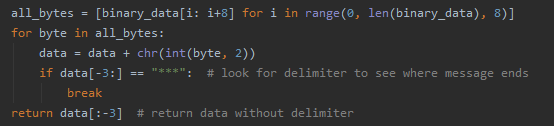 all_bytes = [binary_data[i: i+8] for i in range(0, len(binary_data), 8)]
for byte in all_bytes:
    data = data + chr(int(byte, 2))
    if data[-3:] == "***":  # look for delimiter to see where message ends
        break
return data[:-3]  # return data without delimiter